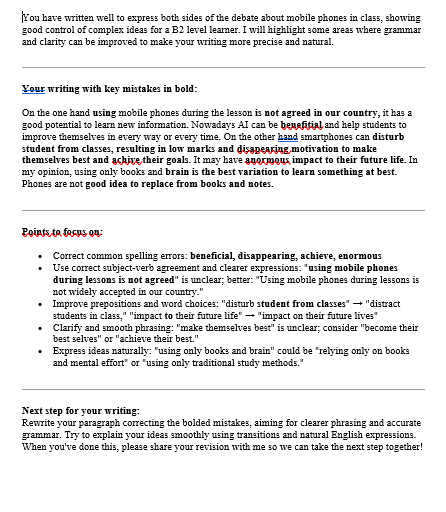 You have written well to express both sides of the debate about mobile phones in class, showing
good control of complex ideas for a B2 level learner. I will highlight some areas where grammar
and clarity can be improved to make your writing more precise and natural.
Your writing with key mistakes in bold:
On the one hand using mobile phones during the lesson is not agreed in our country, it has a
good potential to learn new information. Nowadays AI can be benefitial and help students to
improve themselves in every way or every time. On the other hand smartphones can disturb
student from classes, resulting in low marks and disapearing motivation to make
themselves best and achive their goals. It may have anormous impact to their future life. In
my opinion, using only books and brain is the best variation to learn something at best.
Phones are not good idea to replace from books and notes.
Points to focus on:
• Correct common spelling errors: beneficial, disappearing, achieve, enormous
• Use correct subject-verb agreement and clearer expressions: "using mobile phones
during lessons is not agreed" is unclear; better: "Using mobile phones during lessons is
not widely accepted in our country."
• Improve prepositions and word choices: "disturb student from classes" → "distract
students in class," "impact to their future life" → "impact on their future lives"
• Clarify and smooth phrasing: "make themselves best" is unclear; consider "become their
best selves" or "achieve their best."
• Express ideas naturally: "using only books and brain" could be "relying only on books
and mental effort" or "using only traditional study methods."
Next step for your writing:
Rewrite your paragraph correcting the bolded mistakes, aiming for clearer phrasing and accurate
grammar. Try to explain your ideas smoothly using transitions and natural English expressions.
When you've done this, please share your revision with me so we can take the next step together!